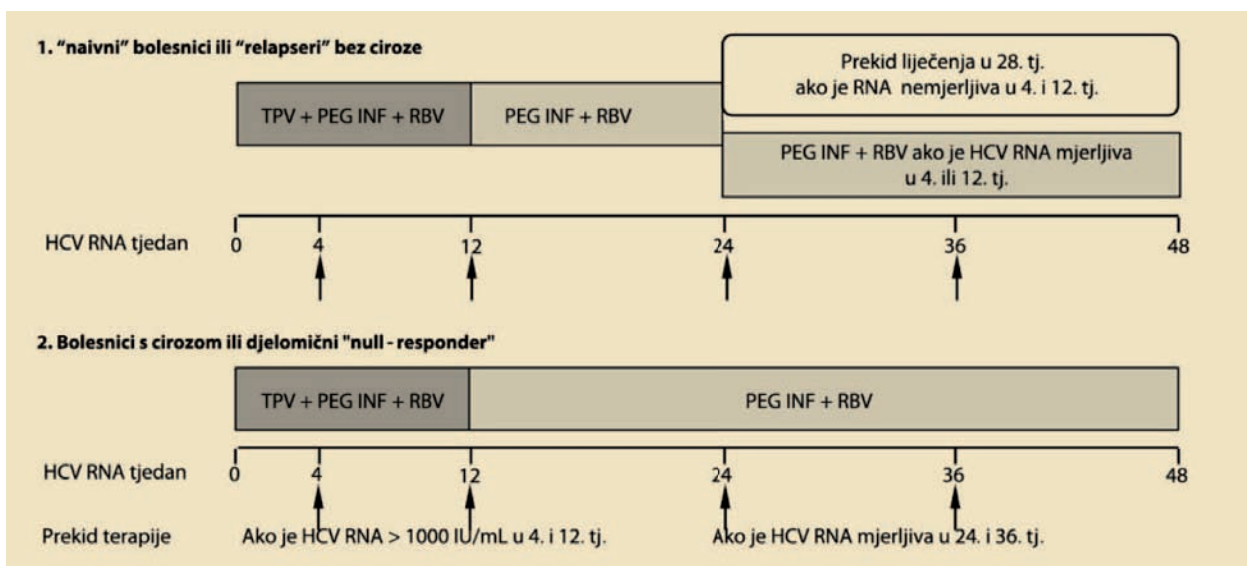 1. “naivni” bolesnici ili “relapseri” bez ciroze
Prekid liječenja u 28. tj.
ako je RNA nemjerljiva u 4. i 12. tj.
TPV + PEG INF + RBV
PEG INF + RBV
PEG INF + RBV ako je HCV RNA mjerljiva
u 4. ili 12. tj.
HCV RNA tjedan
0 4 12 24 36 48
2. Bolesnici s cirozom ili djelomični "null - responder"
TPV + PEG INF + RBV
PEG INF + RBV
HCV RNA tjedan
0 4 12 24 36 48
Prekid terapije
Ako je HCV RNA > 1000 IU/mL u 4. i 12. tj.
Ako je HCV RNA mjerljiva u 24. i 36. tj.